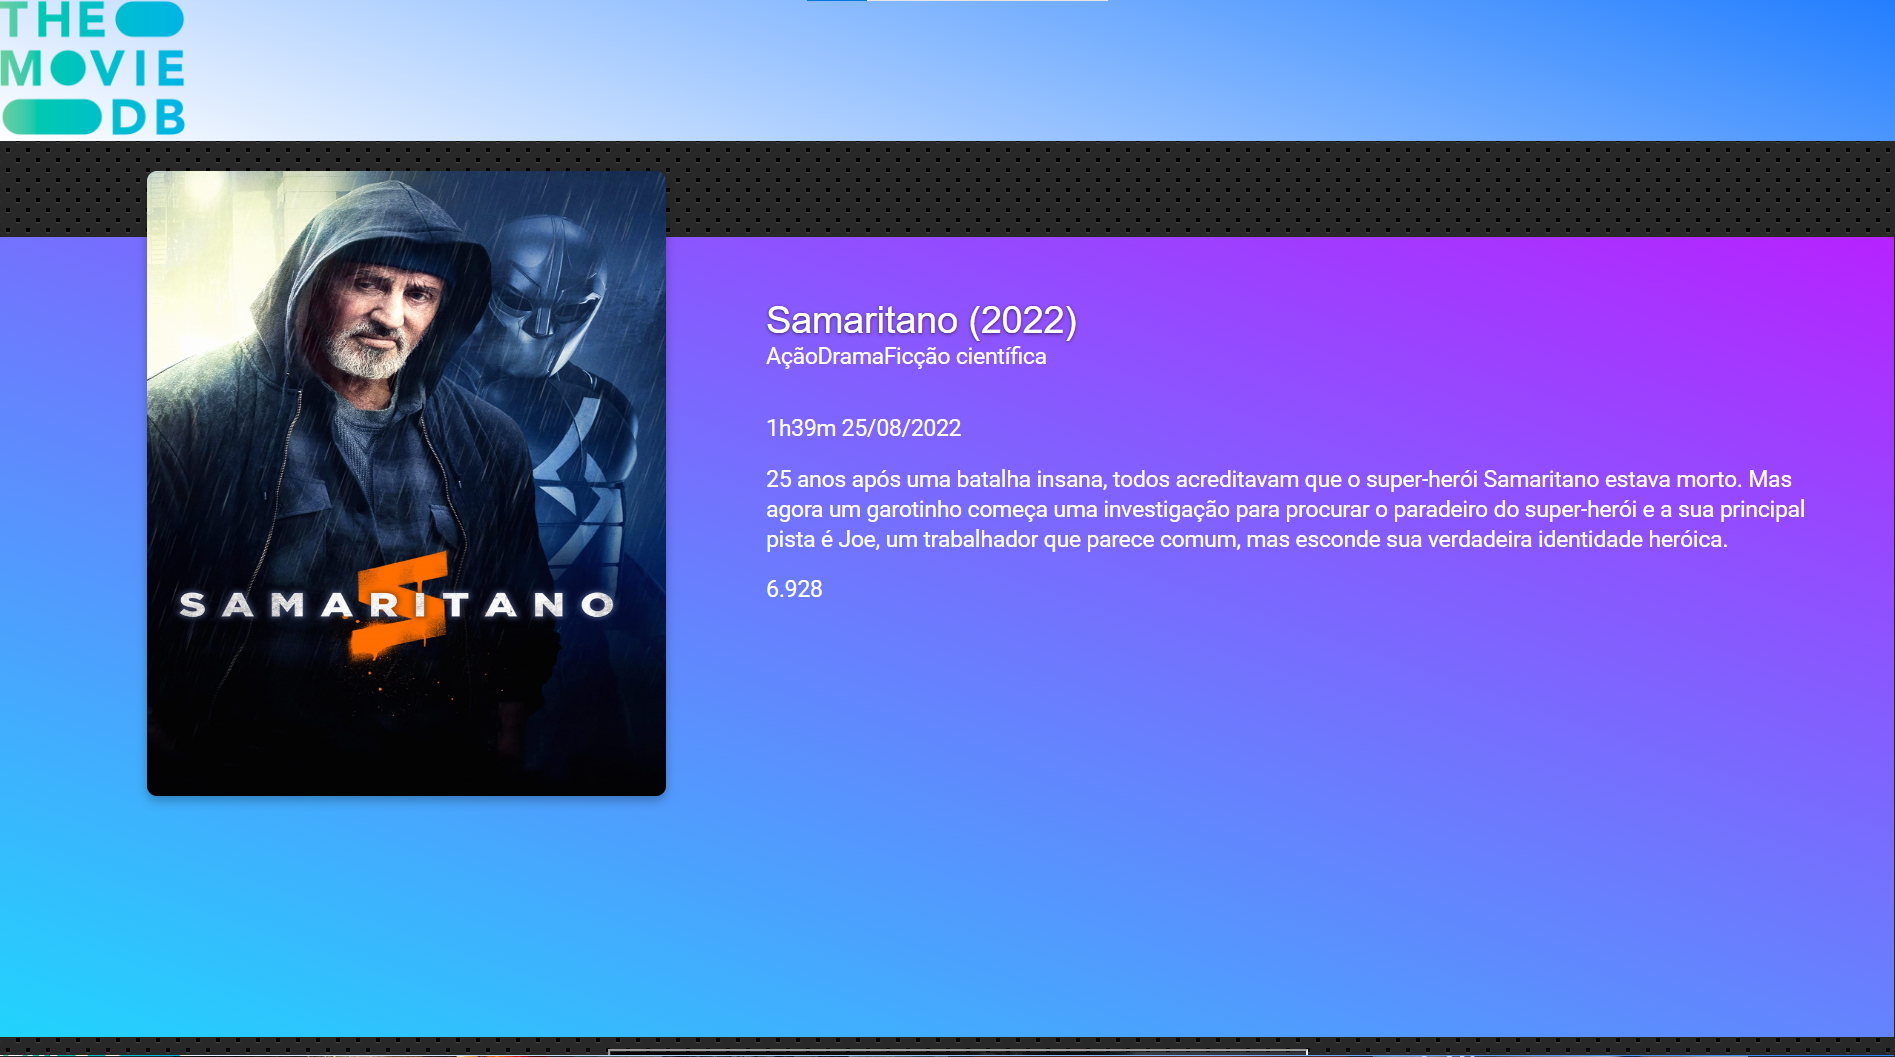 THE
MOVIE
DB
SAMARITANO
Samaritano (2022)
AçãoDramaFicção científica
1h39m 25/08/2022
25 anos após uma batalha insana, todos acreditavam que o super-herói Samaritano estava morto. Mas
agora um garotinho começa uma investigação para procurar o paradeiro do super-herói e a sua principal
pista é Joe, um trabalhador que parece comum, mas esconde sua verdadeira identidade heróica.
6.928